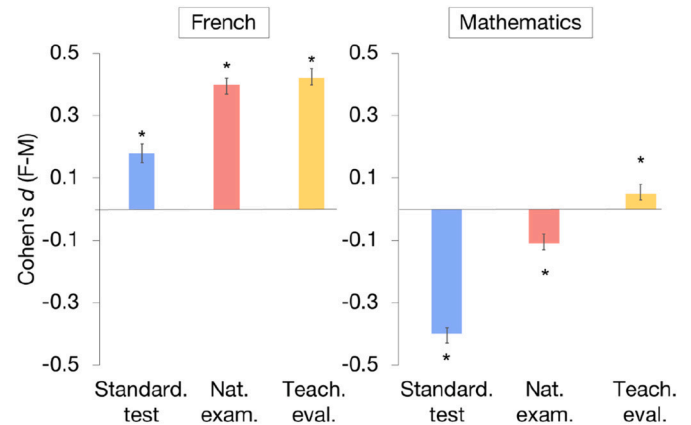 French
Mathematics
Cohen's d (F-M)
0.5
0.3
0.1
-0.1
-0.3
-0.5
*
*
*
Standard.
test
Nat.
exam.
Teach.
eval.
0.5
0.3
0.1
-0.1
-0.3
-0.5
*
*
*
Standard.
test
Nat.
exam.
Teach.
eval.